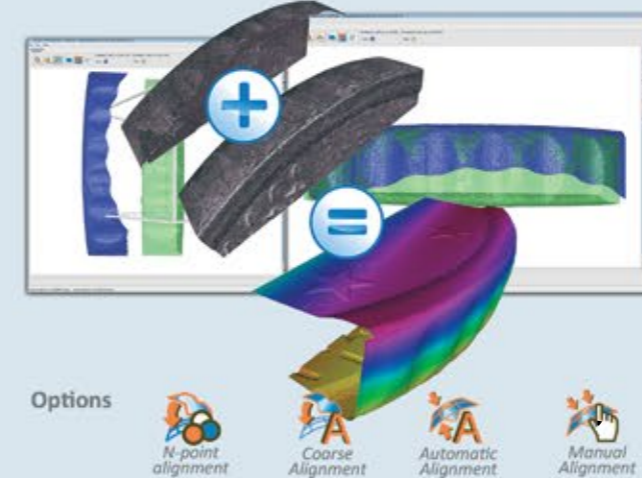 Options
N-point
alignment
Coarse
Alignment
Automatic
Alignment
Manual
Alignment